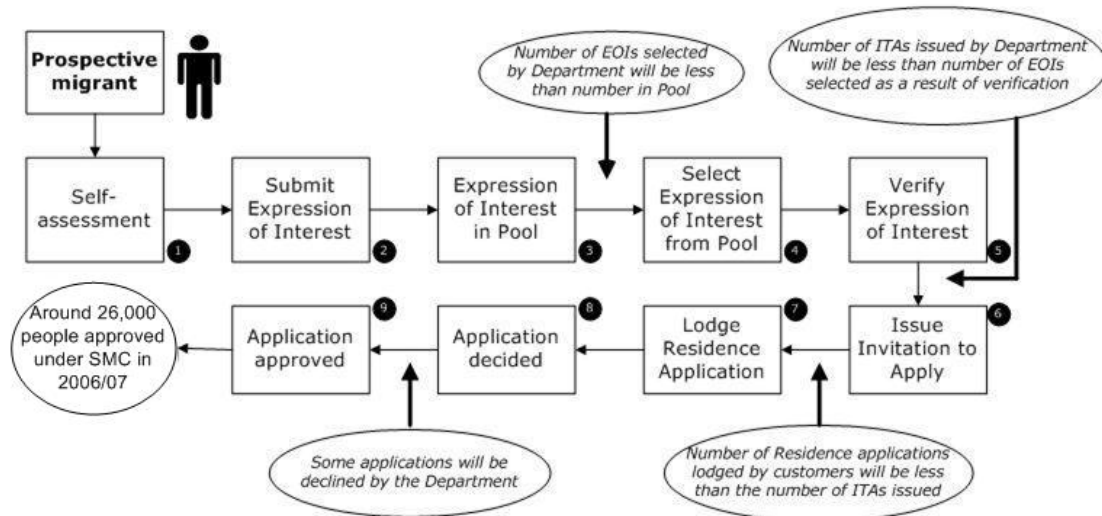 Prospective
migrant
Number of EOIs selected
by Department will be less
than number in Pool
Number of ITAs issued by Department
will be less than number of EOIs
selected as a result of verification
Self-
assessment
1
Submit
Expression
of Interest
2
Expression
of Interest
in Pool
3
Select
Expression
of Interest
from Pool
4
Verify
Expression
of Interest
5
Issue
Invitation to
Apply
6
Lodge
Residence
Application
7
Application
decided
8
Application
approved
9
Around 26,000
people approved
under SMC in
2006/07
Some applications will be
declined by the Department
Number of Residence applications
lodged by customers will be less
than the number of ITAs issued